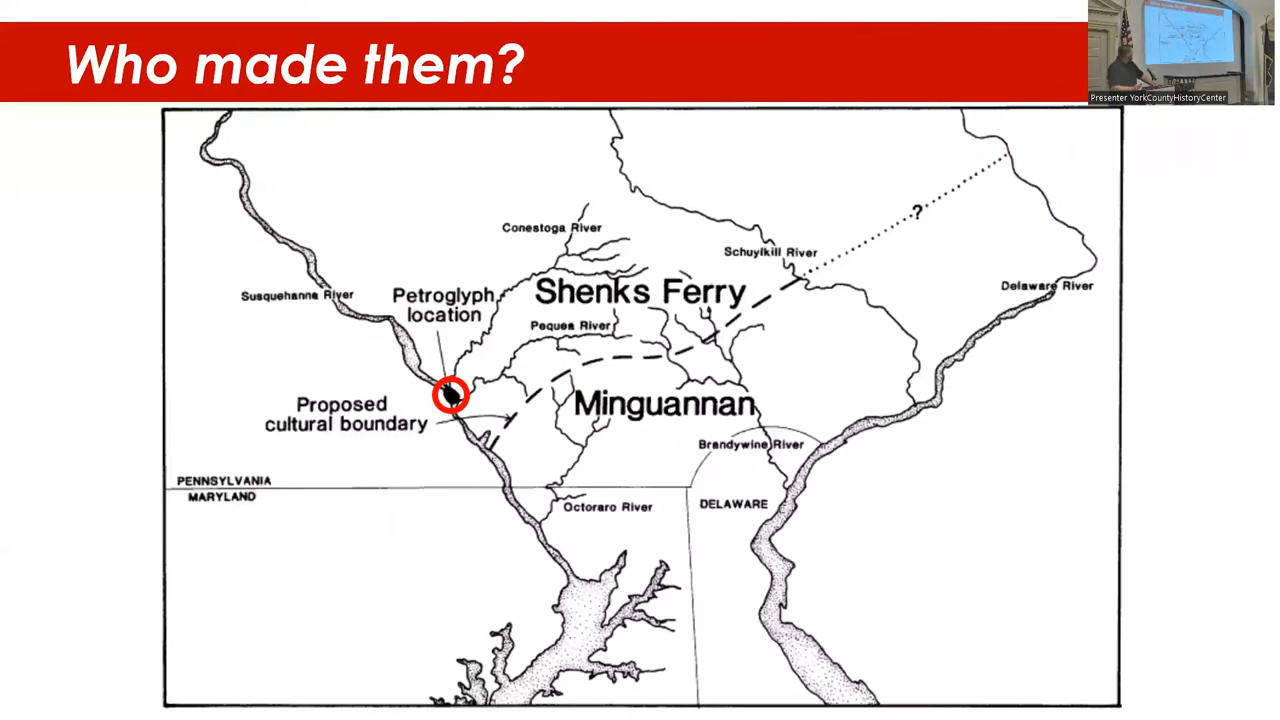 Who made them?
Presenter YorkCountyHistoryCenter
Conestoga River
?
Schuylkill River
Susquehanna River
Petroglyph
location
Shenks Ferry
Delaware River
Pequea River
Proposed
cultural boundary
Minguannan
Brandywine River
PENNSYLVANIA
MARYLAND
Octoraro River
DELAWARE